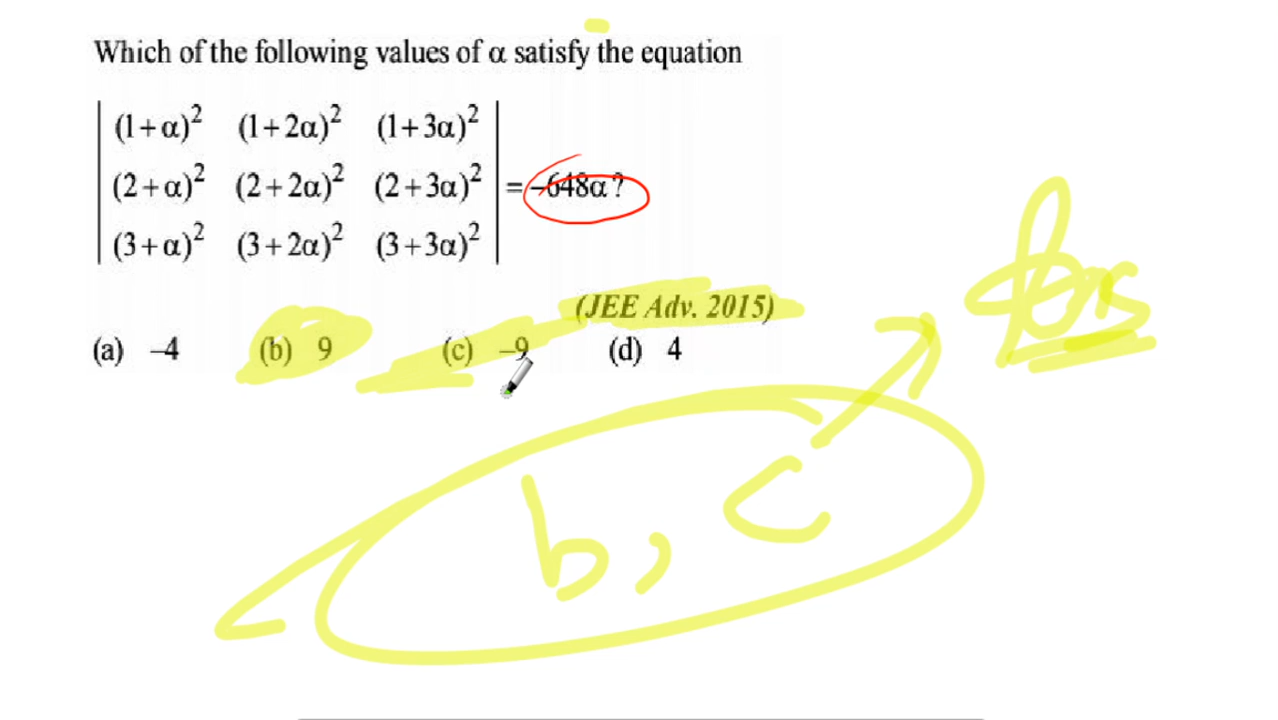 Which of the following values of α satisfy the equation
| (1+α)² (1+2α)² (1+3α)² |
| (2+α)² (2+2α)² (2+3α)² | = –648α ?
| (3+α)² (3+2α)² (3+3α)² |
(JEE Adv. 2015)
(a) –4 (b) 9 (c) –9 (d) 4
Ans
b, c